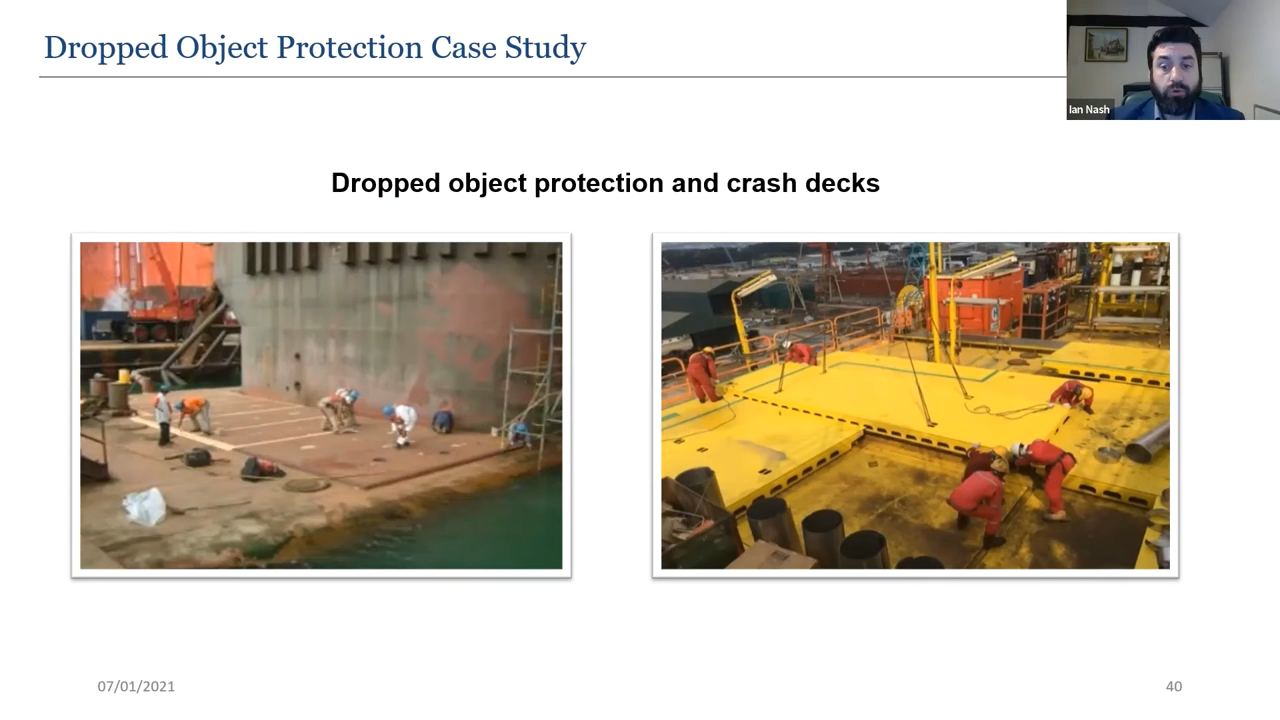 Dropped Object Protection Case Study
Ian Nash
Dropped object protection and crash decks
07/01/2021
40